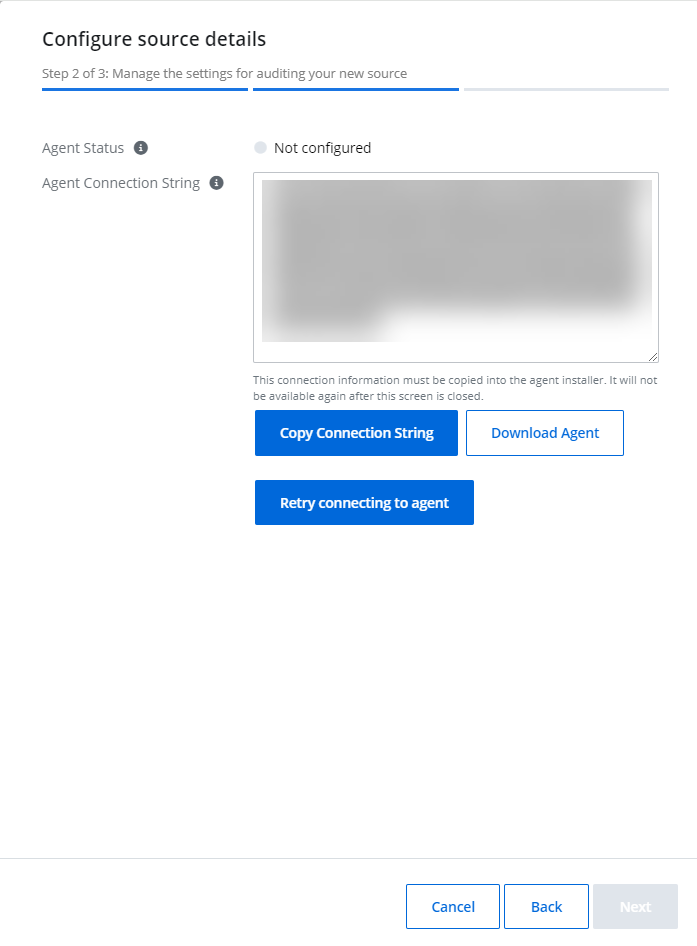 Configure source details
Step 2 of 3: Manage the settings for auditing your new source
Agent Status
Not configured
Agent Connection String
This connection information must be copied into the agent installer. It will not
be available again after this screen is closed.
Copy Connection String
Download Agent
Retry connecting to agent
Cancel
Back
Next